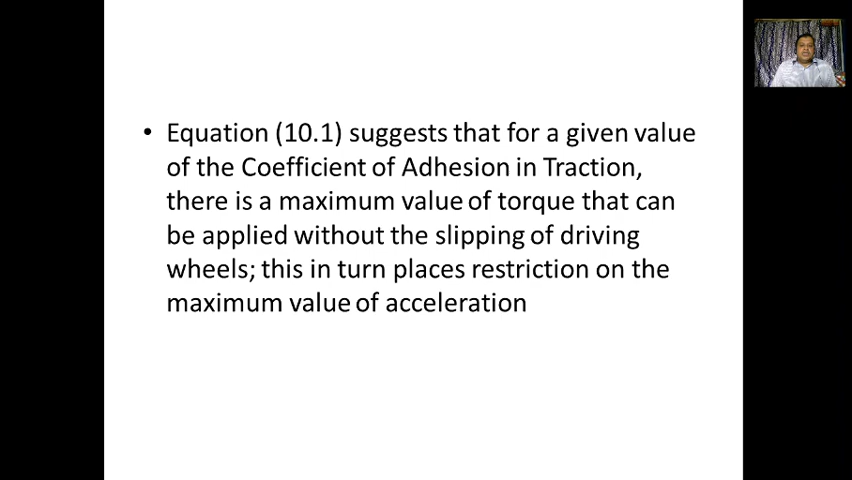 • Equation (10.1) suggests that for a given value
of the Coefficient of Adhesion in Traction,
there is a maximum value of torque that can
be applied without the slipping of driving
wheels; this in turn places restriction on the
maximum value of acceleration